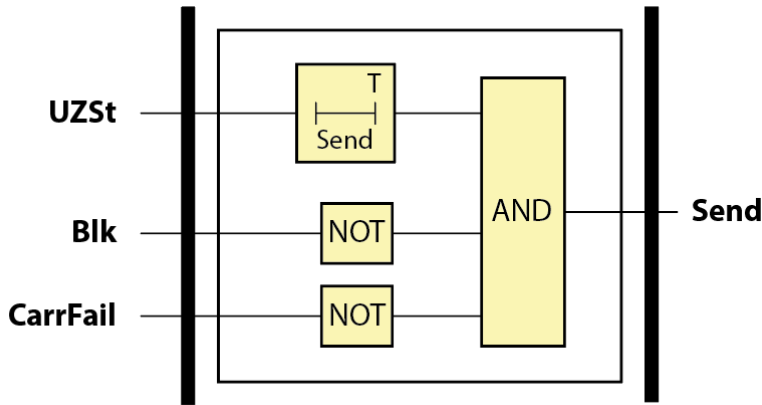 T
UZSt
Send
Blk
NOT
AND
Send
CarrFail
NOT